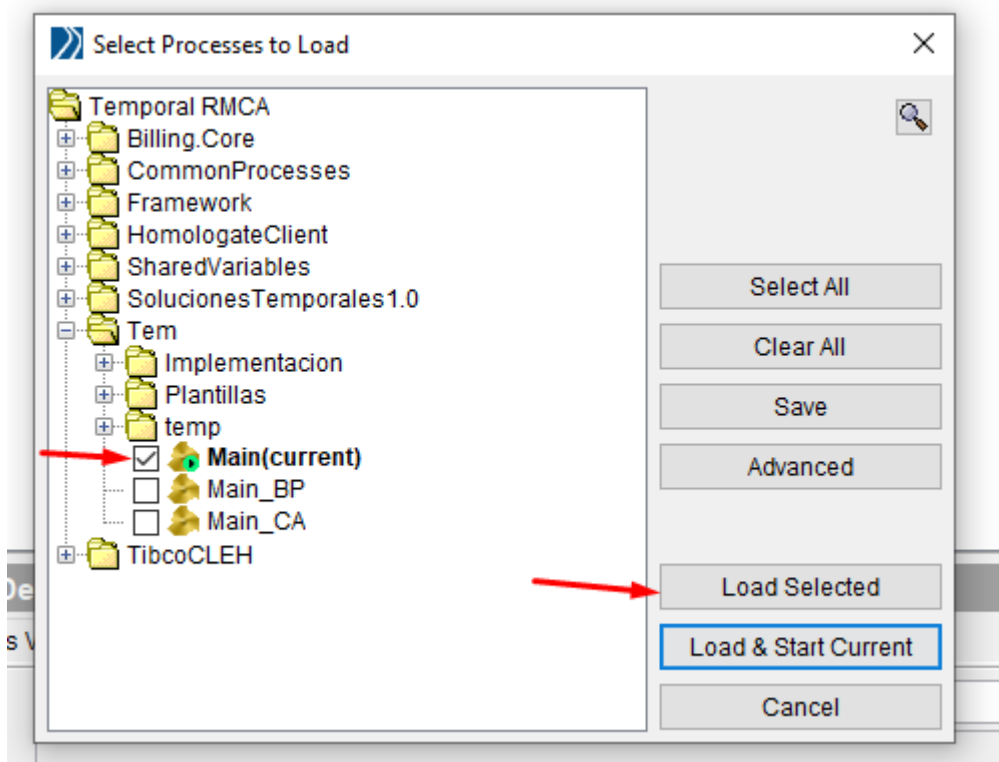 Select Processes to Load
Temporal RMCA
Billing.Core
CommonProcesses
Framework
HomologateClient
SharedVariables
SolucionesTemporales1.0
Tem
Implementacion
Plantillas
temp
Main(current)
Main_BP
Main_CA
TibcoCLEH
Select All
Clear All
Save
Advanced
Load Selected
Load & Start Current
Cancel
De
s V